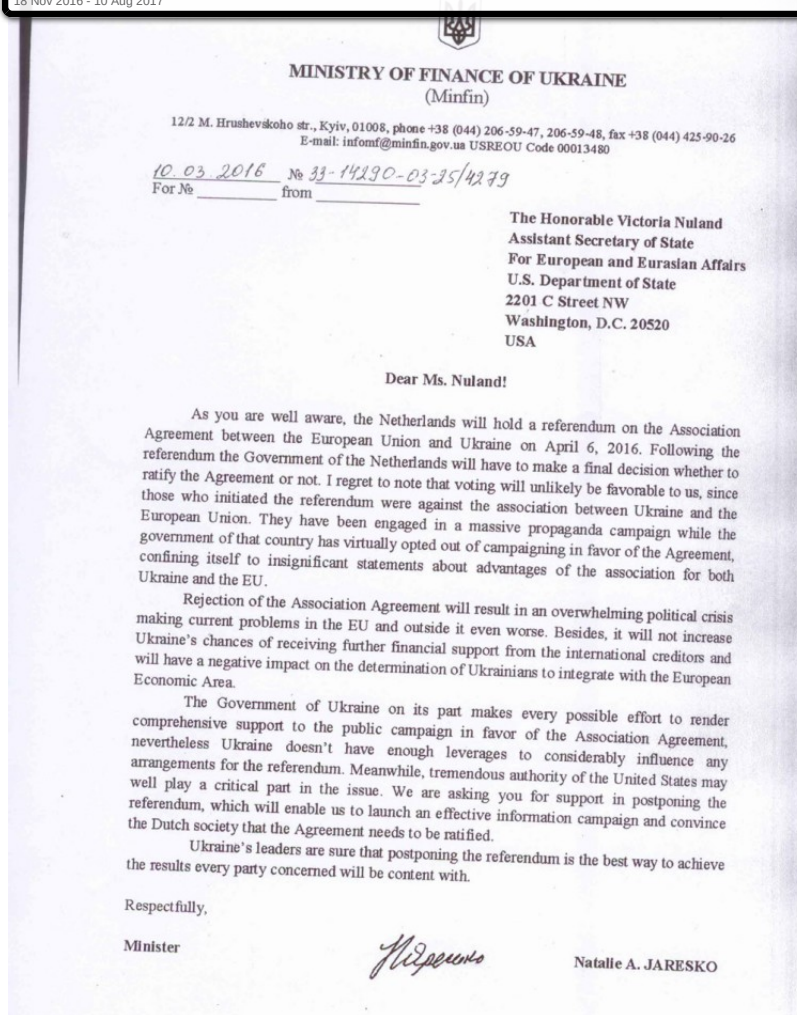 18 Nov 2016 - 10 Aug 2017
MINISTRY OF FINANCE OF UKRAINE
(Minfin)
12/2 M. Hrushevskoho str., Kyiv, 01008, phone +38 (044) 206-59-47, 206-59-48, fax +38 (044) 425-90-26
E-mail: infomf@minfin.gov.ua USREOU Code 00013480
10.03.2016 № 33-14290-03-25/4279
For № from
The Honorable Victoria Nuland
Assistant Secretary of State
For European and Eurasian Affairs
U.S. Department of State
2201 C Street NW
Washington, D.C. 20520
USA
Dear Ms. Nuland!
As you are well aware, the Netherlands will hold a referendum on the Association
Agreement between the European Union and Ukraine on April 6, 2016. Following the
referendum the Government of the Netherlands will have to make a final decision whether to
ratify the Agreement or not. I regret to note that voting will unlikely be favorable to us, since
those who initiated the referendum were against the association between Ukraine and the
European Union. They have been engaged in a massive propaganda campaign while the
government of that country has virtually opted out of campaigning in favor of the Agreement,
confining itself to insignificant statements about advantages of the association for both
Ukraine and the EU.
Rejection of the Association Agreement will result in an overwhelming political crisis
making current problems in the EU and outside it even worse. Besides, it will not increase
Ukraine's chances of receiving further financial support from the international creditors and
will have a negative impact on the determination of Ukrainians to integrate with the European
Economic Area.
The Government of Ukraine on its part makes every possible effort to render
comprehensive support to the public campaign in favor of the Association Agreement,
nevertheless Ukraine doesn't have enough leverages to considerably influence any
arrangements for the referendum. Meanwhile, tremendous authority of the United States may
well play a critical part in the issue. We are asking you for support in postponing the
referendum, which will enable us to launch an effective information campaign and convince
the Dutch society that the Agreement needs to be ratified.
Ukraine's leaders are sure that postponing the referendum is the best way to achieve
the results every party concerned will be content with.
Respectfully,
Minister
Natalie A. JARESKO